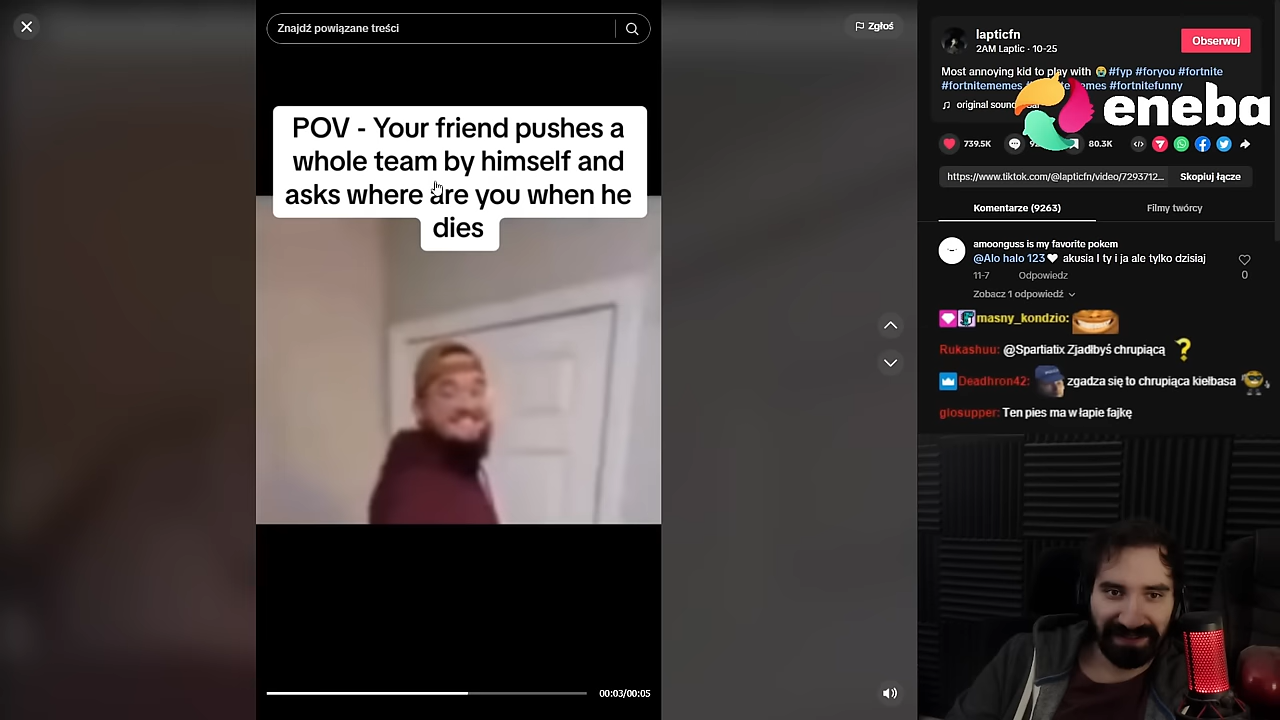 Znajdź powiązane treści
Zgłoś
POV - Your friend pushes a
whole team by himself and
asks where are you when he
dies
00:03/00:05
lapticfn
2AM Laptic · 10-25
Obserwuj
Most annoying kid to play with 😭 #fyp #foryou #fortnite
#fortnitememes #fortnitefunny
original sound
eneba
739.5K
80.3K
https://www.tiktok.com/@lapticfn/video/7293712...
Skopiuj łącze
Komentarze (9263)
Filmy twórcy
amoonguss is my favorite pokem
@Alo halo 123❤ akusia I ty i ja ale tylko dzisiaj
11-7 Odpowiedz
0
Zobacz 1 odpowiedź
masny_kondzio:
Rukashuu: @Spartiatix Zjadłbyś chrupiącą
Deadhron42: zgadza się to chrupiąca kielbasa
glosupper: Ten pies ma w łapie fajkę